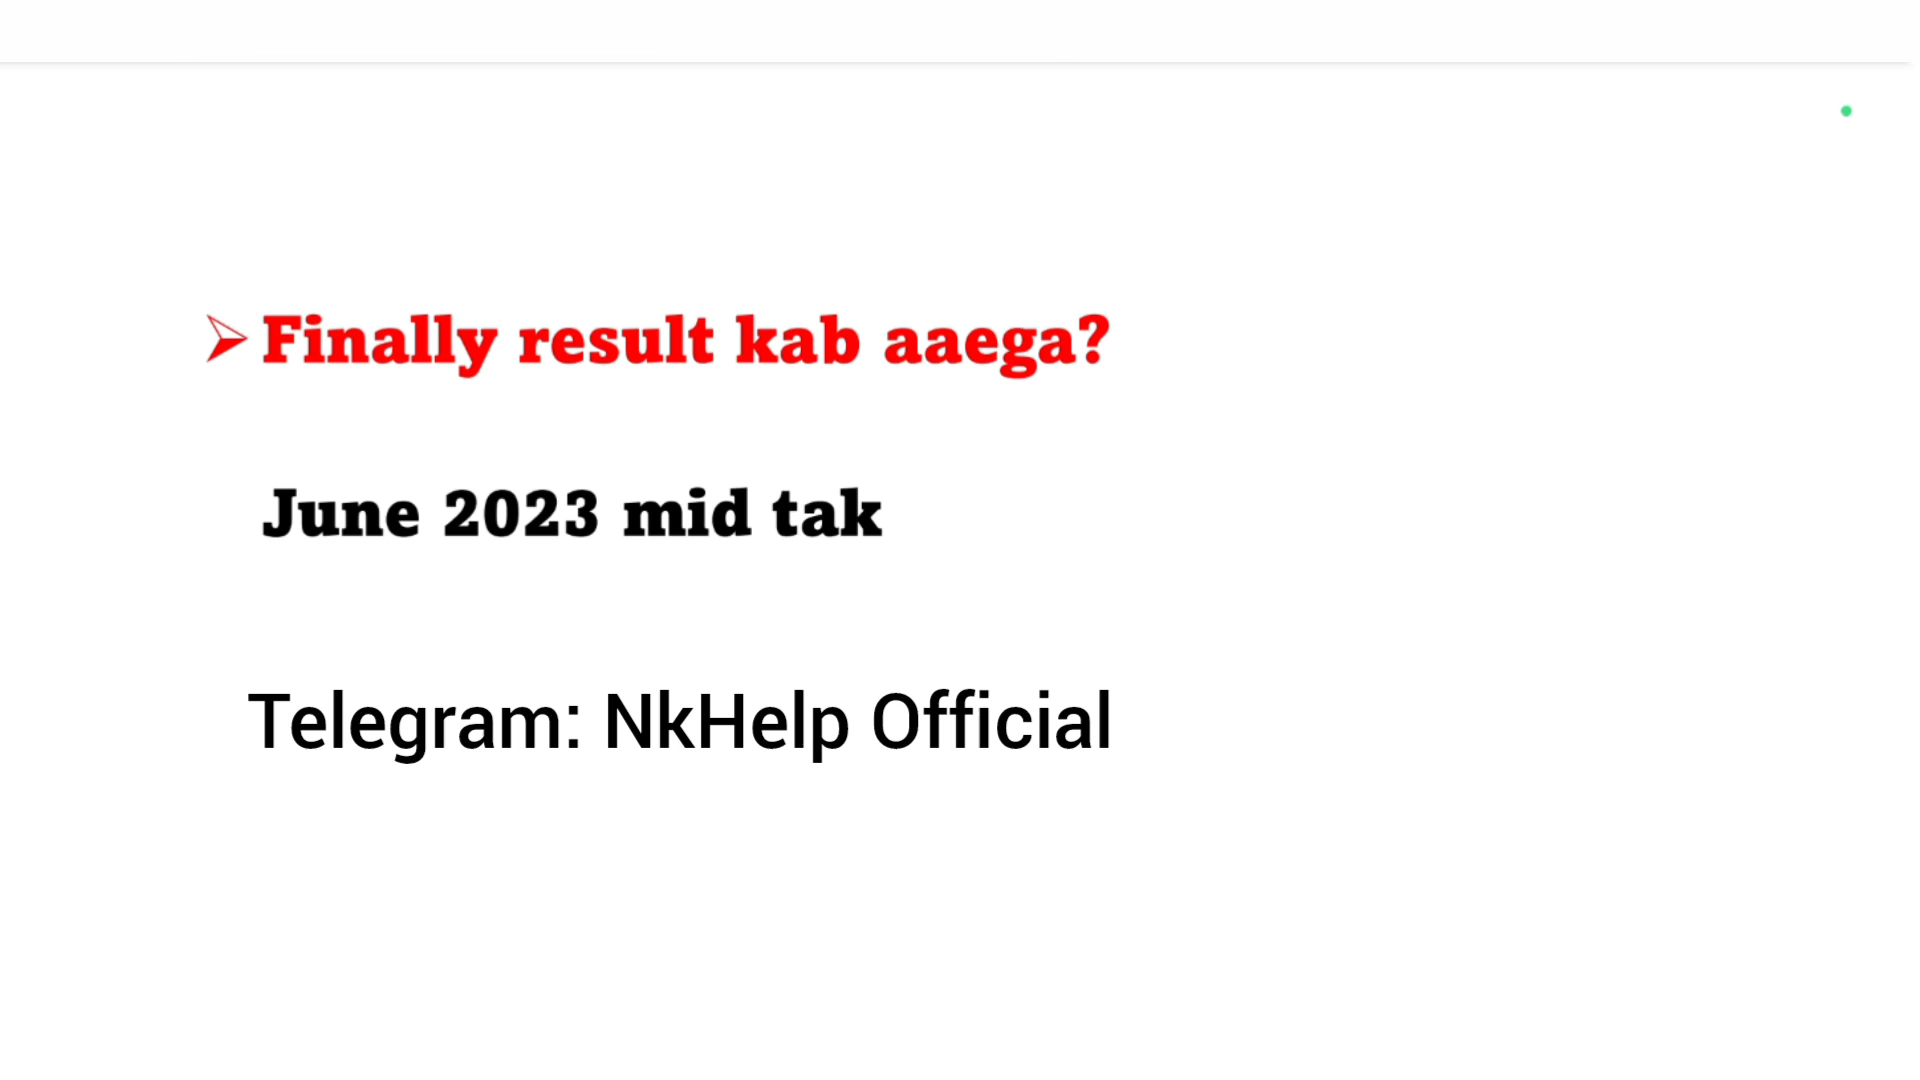 Finally result kab aaega?
June 2023 mid tak
Telegram: NkHelp Official